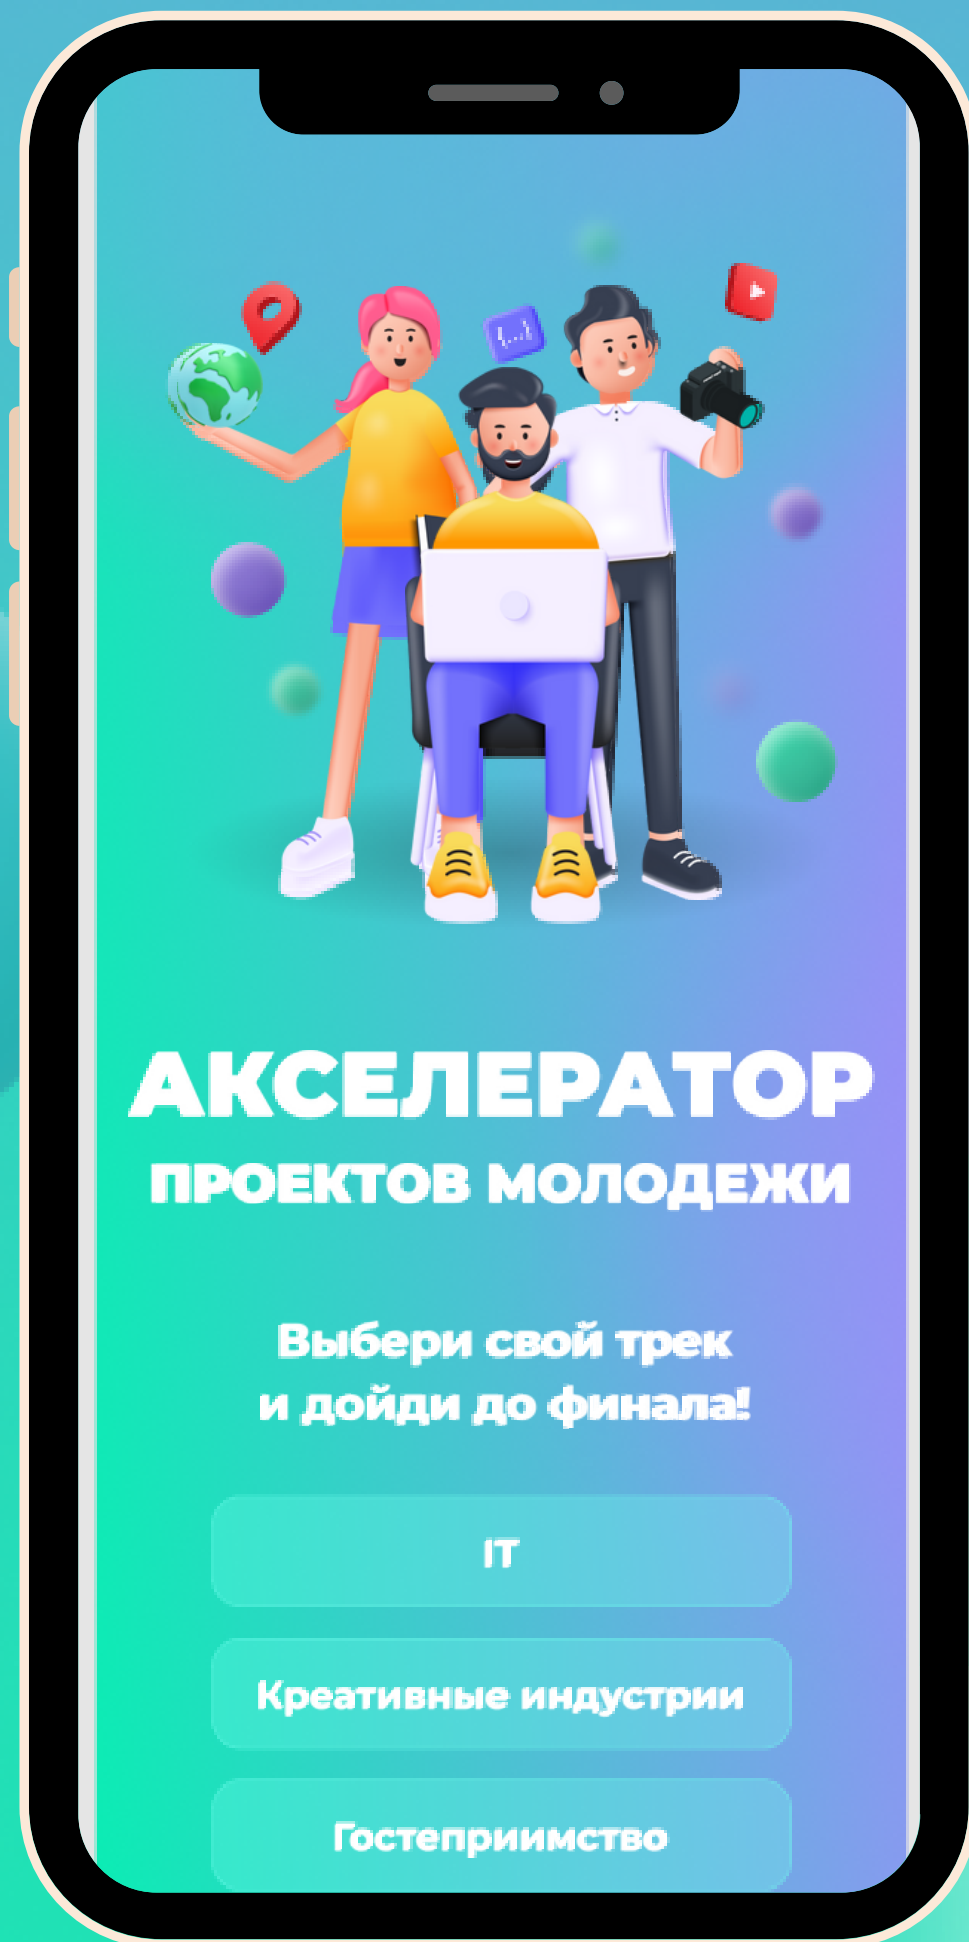 АКСЕЛЕРАТОР
ПРОЕКТОВ МОЛОДЕЖИ
Выбери свой трек
и дойди до финала!
IT
Креативные индустрии
Гостеприимство